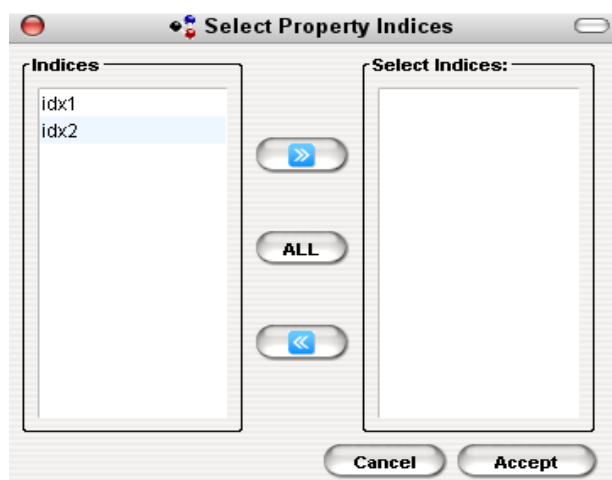 Select Property Indices
Indices
idx1
idx2
ALL
Select Indices:
Cancel
Accept